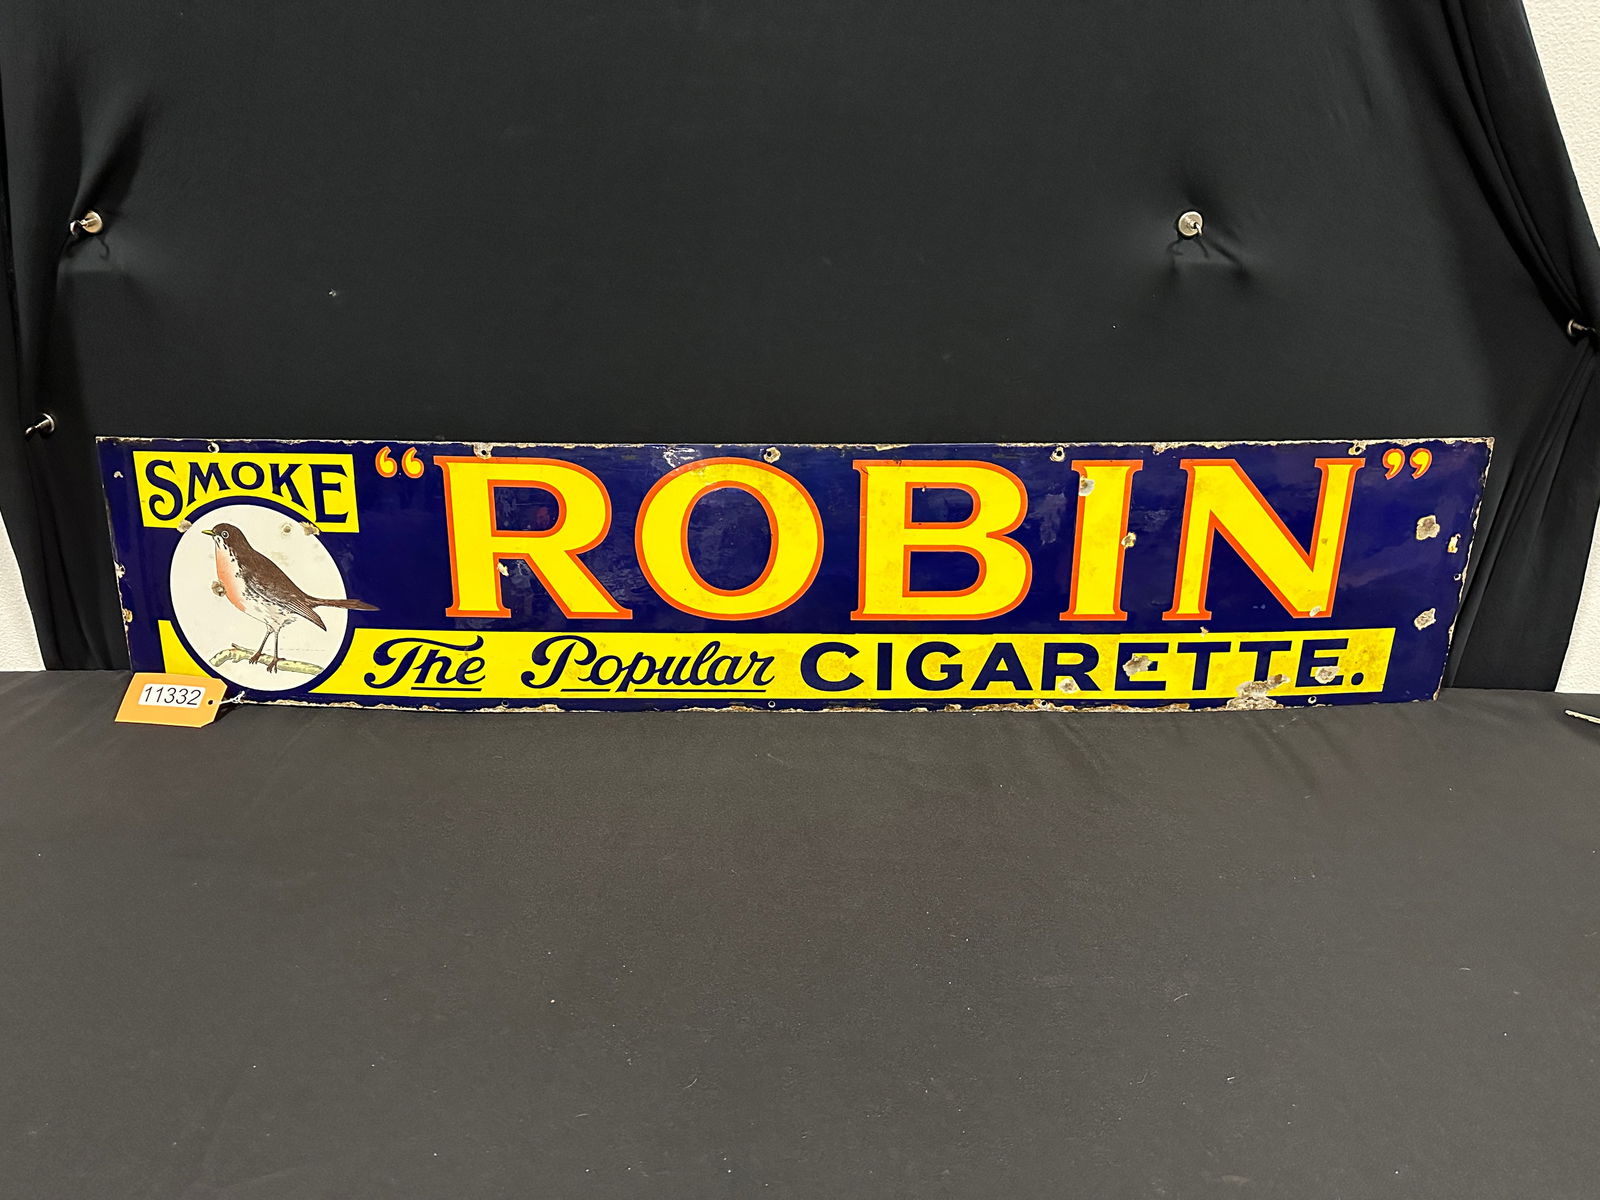 SMOKE
“ROBIN”
The Popular CIGARETTE.
11332